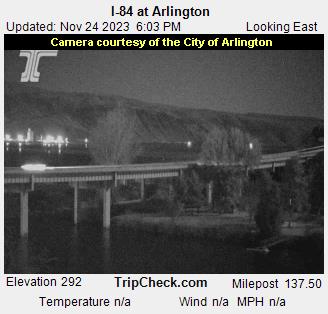 I-84 at Arlington
Updated: Nov 24 2023 6:03 PM Looking East
Camera courtesy of the City of Arlington
Elevation 292 TripCheck.com Milepost 137.50
Temperature n/a Wind n/a MPH n/a